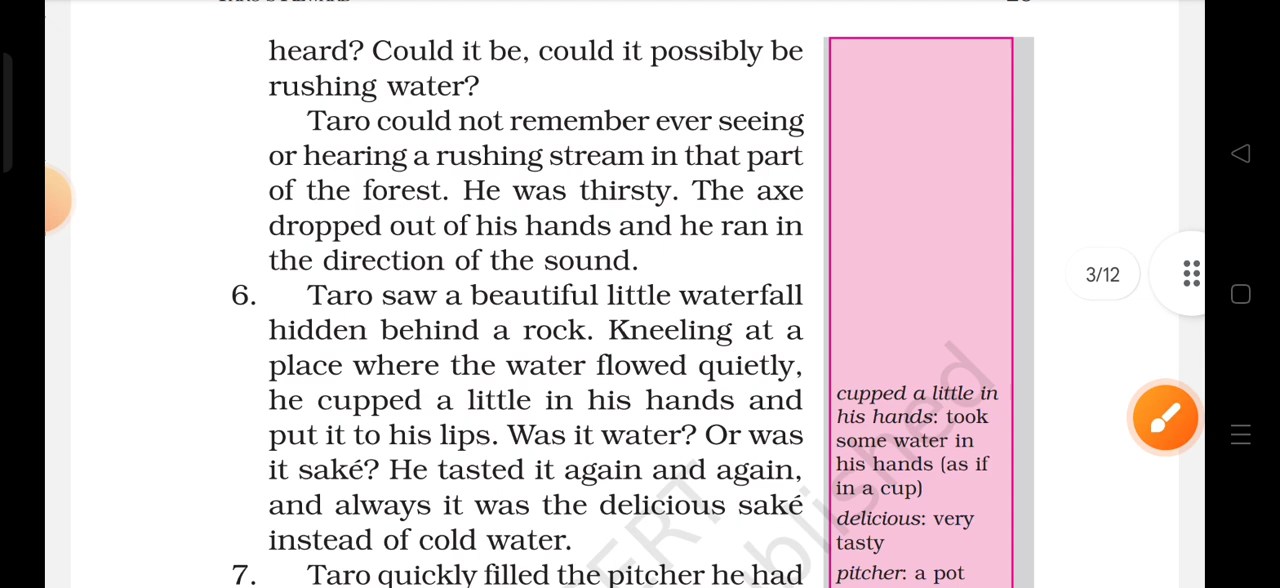 heard? Could it be, could it possibly be
rushing water?
Taro could not remember ever seeing
or hearing a rushing stream in that part
of the forest. He was thirsty. The axe
dropped out of his hands and he ran in
the direction of the sound.
6. Taro saw a beautiful little waterfall
hidden behind a rock. Kneeling at a
place where the water flowed quietly,
he cupped a little in his hands and
put it to his lips. Was it water? Or was
it saké? He tasted it again and again,
and always it was the delicious saké
instead of cold water.
7. Taro quickly filled the pitcher he had
cupped a little in
his hands: took
some water in
his hands (as if
in a cup)
delicious: very
tasty
pitcher: a pot
3/12